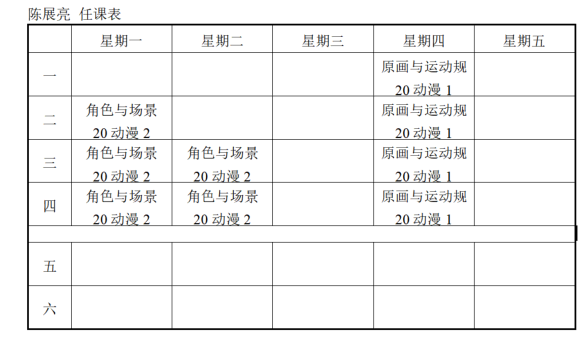 陈展亮 任课表
星期一 星期二 星期三 星期四 星期五
一 原画与运动规
20 动漫 1
二 角色与场景 原画与运动规
20 动漫 2 20 动漫 1
三 角色与场景 角色与场景 原画与运动规
20 动漫 2 20 动漫 2 20 动漫 1
四 角色与场景 角色与场景 原画与运动规
20 动漫 2 20 动漫 2 20 动漫 1
五
六